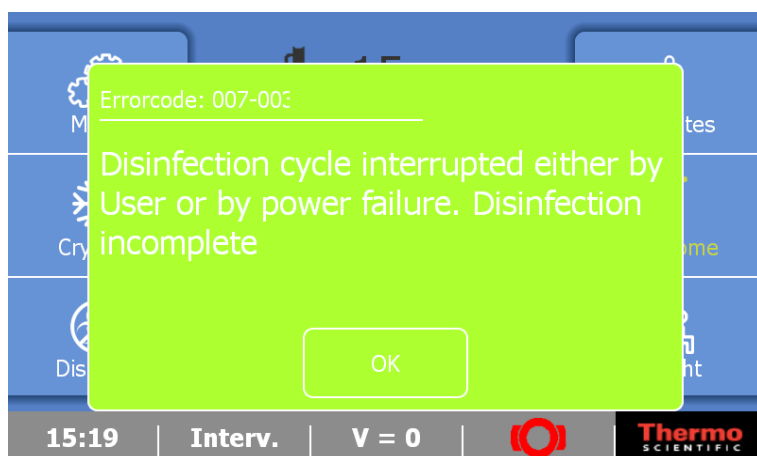 Errorcode: 007-003
Disinfection cycle interrupted either by
User or by power failure. Disinfection
incomplete
OK
15:19
Interv.
V = 0
Thermo
SCIENTIFIC